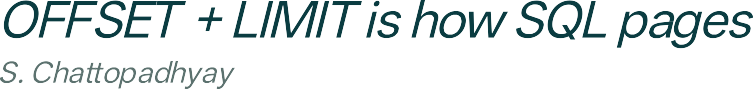 OFFSET + LIMIT is how SQL pages
S. Chattopadhyay